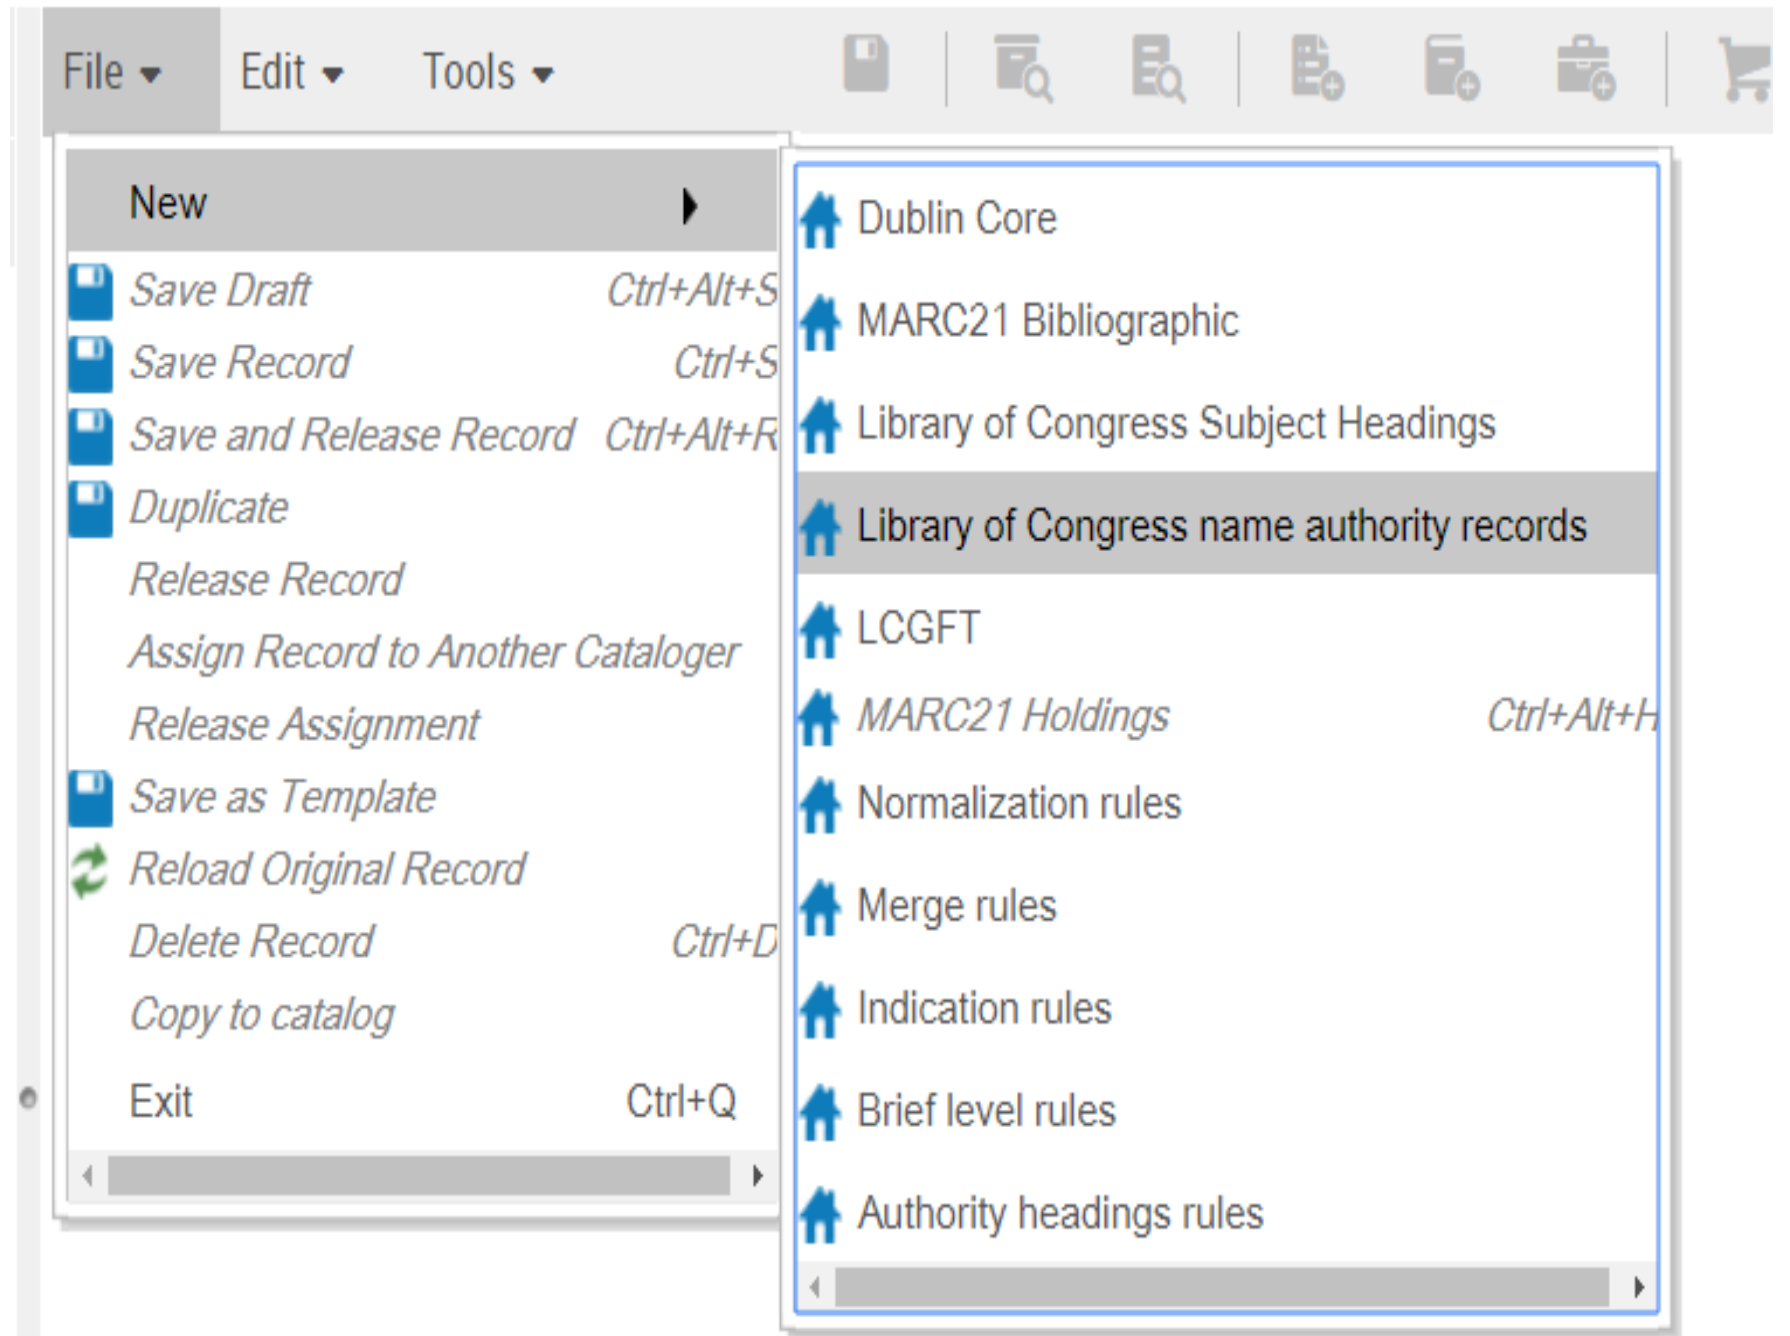 File Edit Tools
New
Save Draft Ctrl+Alt+S
Save Record Ctrl+S
Save and Release Record Ctrl+Alt+R
Duplicate
Release Record
Assign Record to Another Cataloger
Release Assignment
Save as Template
Reload Original Record
Delete Record Ctrl+D
Copy to catalog
Exit Ctrl+Q
Dublin Core
MARC21 Bibliographic
Library of Congress Subject Headings
Library of Congress name authority records
LCGFT
MARC21 Holdings Ctrl+Alt+H
Normalization rules
Merge rules
Indication rules
Brief level rules
Authority headings rules